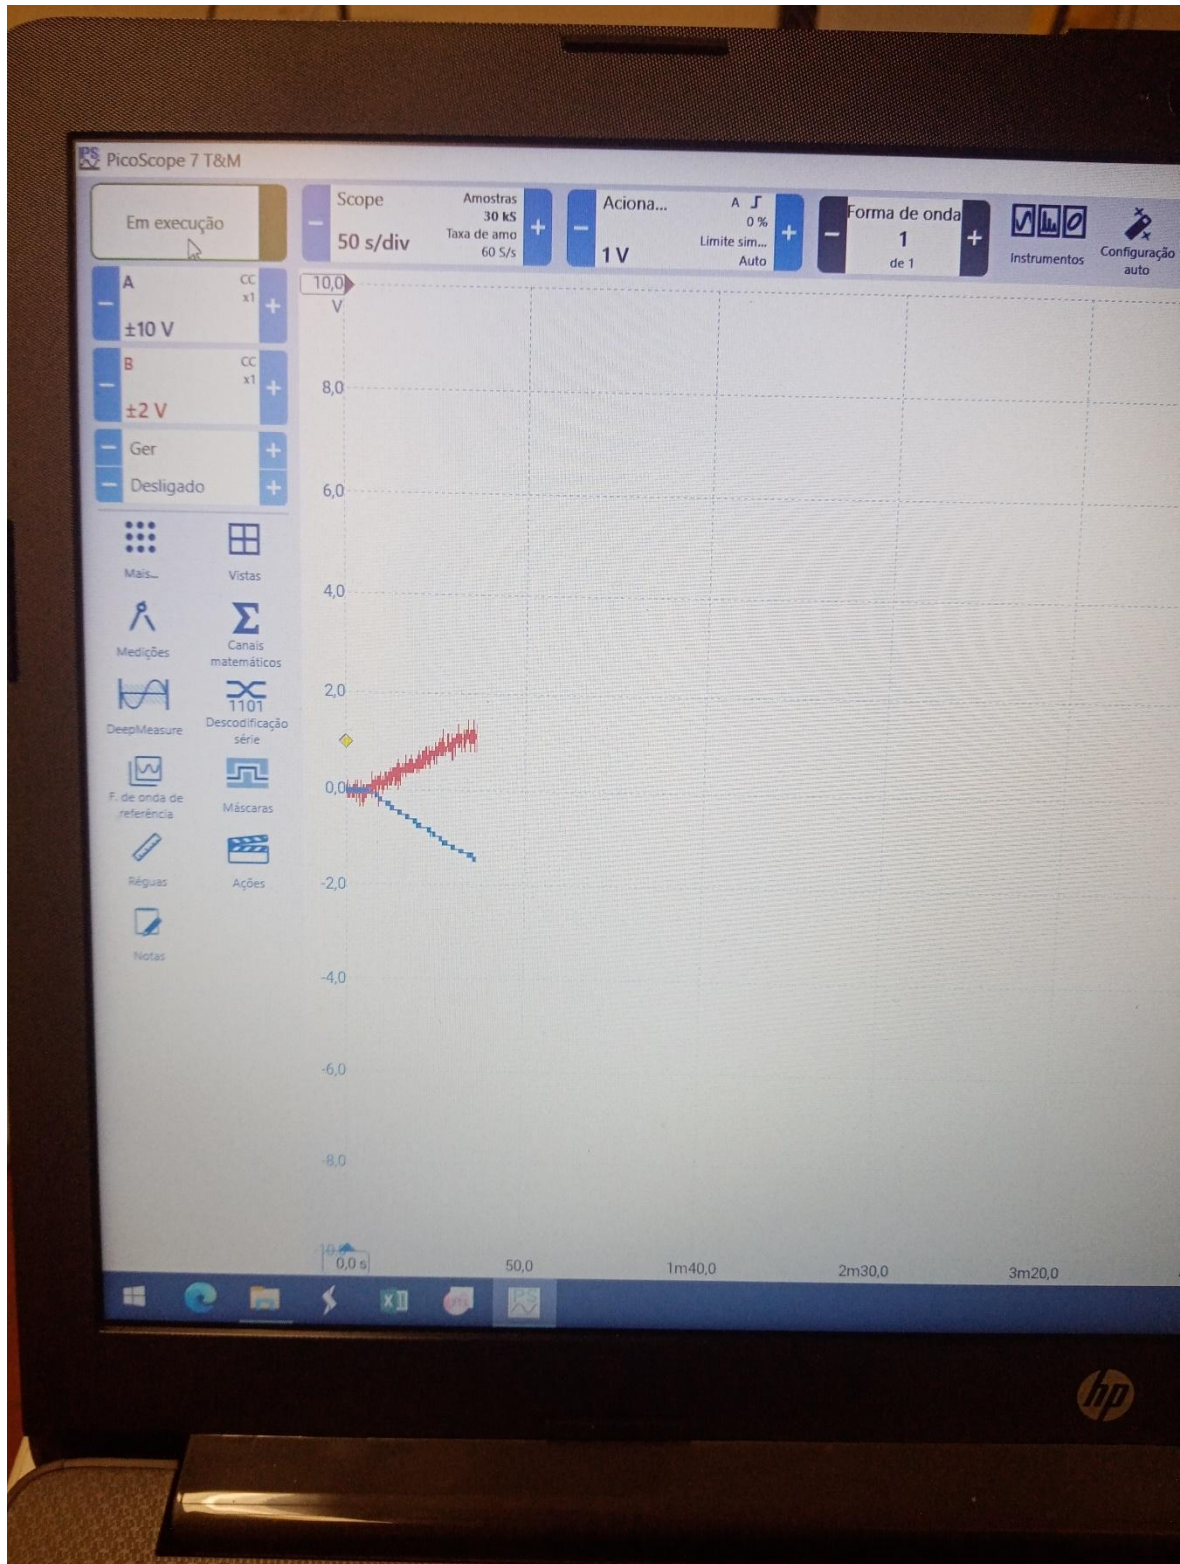 PicoScope 7 T&M
Em execução
Scope
50 s/div
Amostras
30 kS
Taxa de amo
60 S/s
Aciona...
1 V
A
0 %
Limite sim...
Auto
Forma de onda
1
de 1
Instrumentos
Configuração
auto
A
CC
x1
±10 V
B
CC
x1
±2 V
Ger
Desligado
Mais...
Vistas
Medições
Canais
matemáticos
DeepMeasure
1101
Descodificação
série
F. de onda de
referência
Máscaras
Réguas
Ações
Notas
10,0
V
8,0
6,0
4,0
2,0
0,0
-2,0
-4,0
-6,0
-8,0
0,0 s
50,0
1m40,0
2m30,0
3m20,0
hp